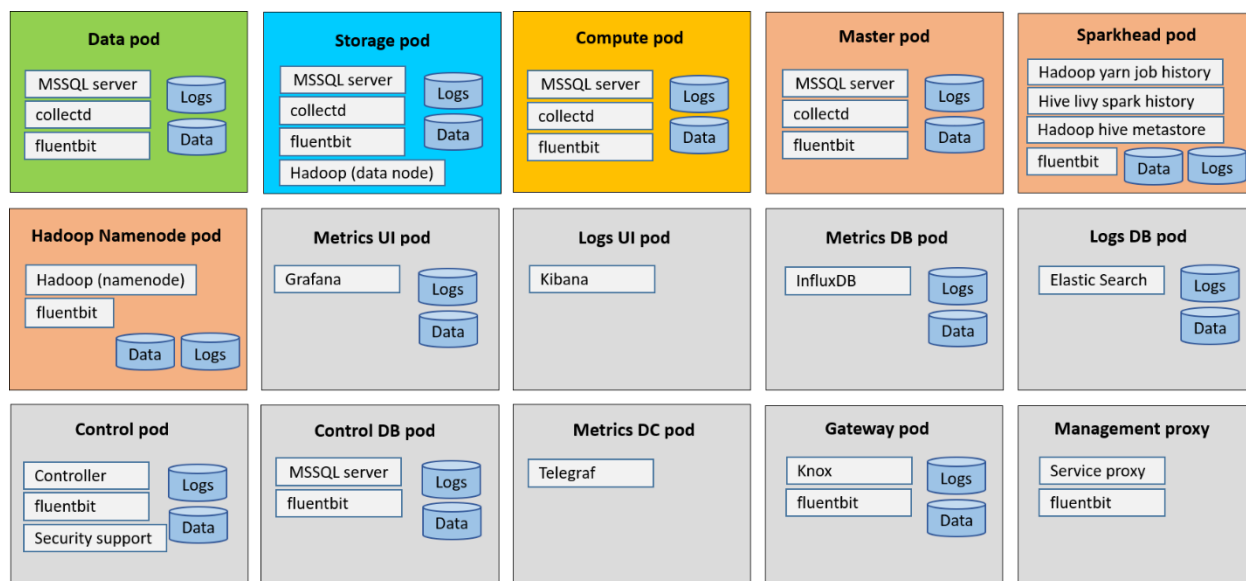 Data pod
MSSQL server
collectd
fluentbit
Logs
Data
Storage pod
MSSQL server
collectd
fluentbit
Hadoop (data node)
Logs
Data
Compute pod
MSSQL server
collectd
fluentbit
Logs
Data
Master pod
MSSQL server
collectd
fluentbit
Logs
Data
Sparkhead pod
Hadoop yarn job history
Hive livy spark history
Hadoop hive metastore
fluentbit
Data
Logs
Hadoop Namenode pod
Hadoop (namenode)
fluentbit
Data
Logs
Metrics UI pod
Grafana
Logs
Data
Logs UI pod
Kibana
Metrics DB pod
InfluxDB
Logs
Data
Logs DB pod
Elastic Search
Logs
Data
Control pod
Controller
fluentbit
Security support
Logs
Data
Control DB pod
MSSQL server
fluentbit
Logs
Data
Metrics DC pod
Telegraf
Gateway pod
Knox
fluentbit
Logs
Data
Management proxy
Service proxy
fluentbit